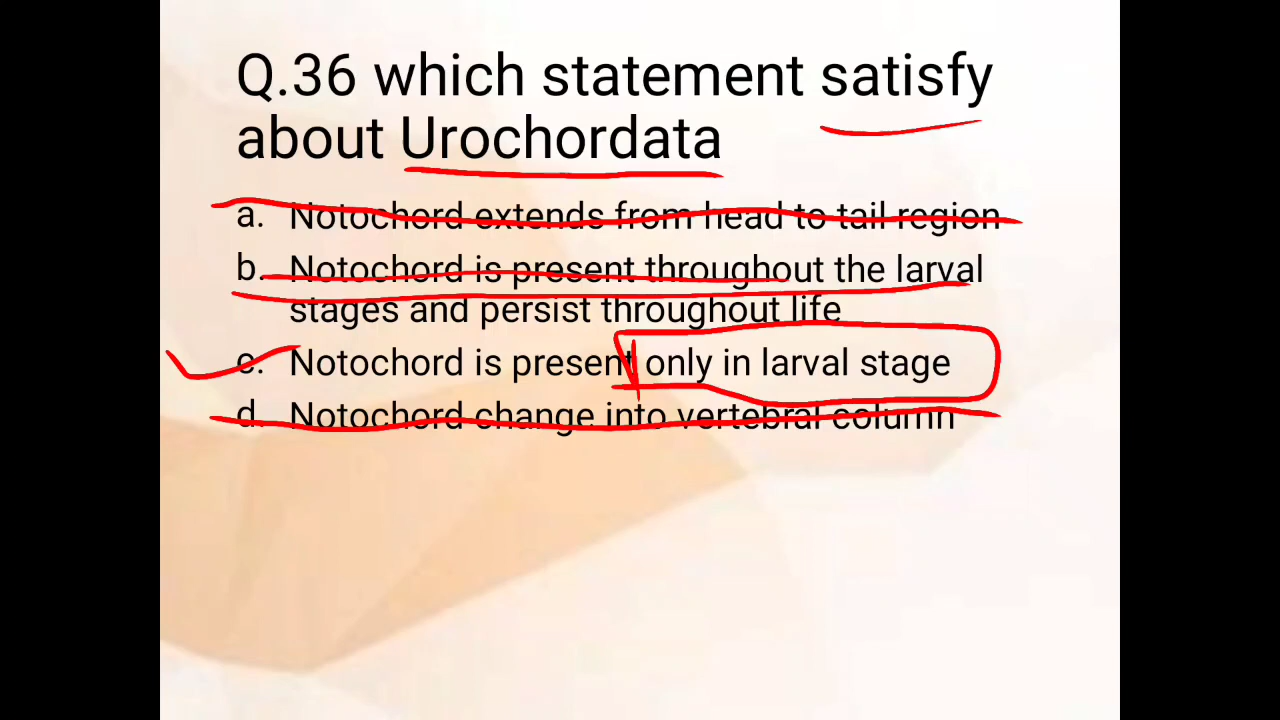 Q.36 which statement satisfy
about Urochordata
a. Notochord extends from head to tail region
b. Notochord is present throughout the larval
stages and persist throughout life
c. Notochord is present only in larval stage
d. Notochord change into vertebral column